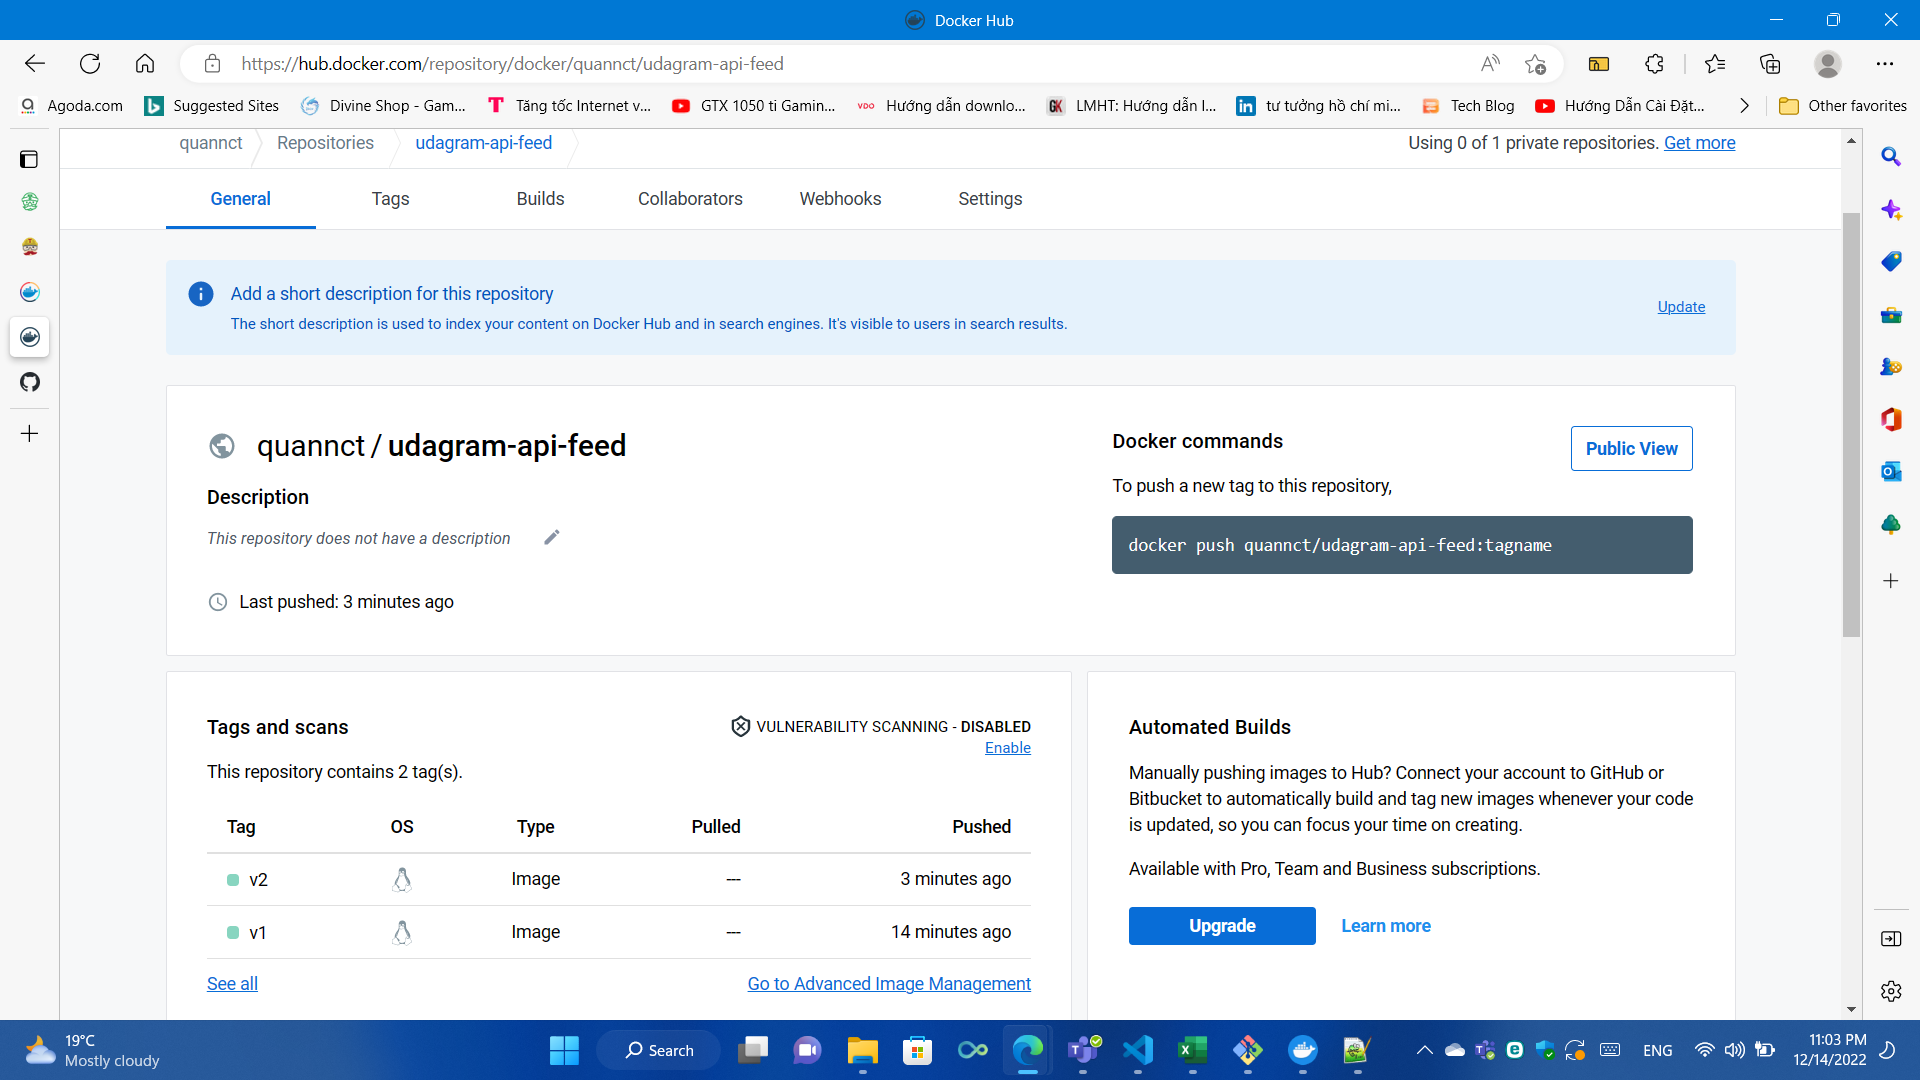 Docker Hub
https://hub.docker.com/repository/docker/quannct/udagram-api-feed
Agoda.com
Suggested Sites
Divine Shop - Gam...
Tăng tốc Internet v...
GTX 1050 ti Gamin...
VDO
Hướng dẫn downlo...
GK
LMHT: Hướng dẫn l...
tư tưởng hồ chí mi...
Tech Blog
Hướng Dẫn Cài Đặt...
Other favorites
quannct
Repositories
udagram-api-feed
Using 0 of 1 private repositories. Get more
General
Tags
Builds
Collaborators
Webhooks
Settings
Add a short description for this repository
The short description is used to index your content on Docker Hub and in search engines. It's visible to users in search results.
Update
quannct / udagram-api-feed
Description
This repository does not have a description
Last pushed: 3 minutes ago
Docker commands
Public View
To push a new tag to this repository,
docker push quannct/udagram-api-feed:tagname
Tags and scans
VULNERABILITY SCANNING - DISABLED
Enable
This repository contains 2 tag(s).
Tag OS Type Pulled Pushed
v2 Image --- 3 minutes ago
v1 Image --- 14 minutes ago
See all
Go to Advanced Image Management
Automated Builds
Manually pushing images to Hub? Connect your account to GitHub or
Bitbucket to automatically build and tag new images whenever your code
is updated, so you can focus your time on creating.
Available with Pro, Team and Business subscriptions.
Upgrade
Learn more
19°C
Mostly cloudy
Search
ENG
11:03 PM
12/14/2022